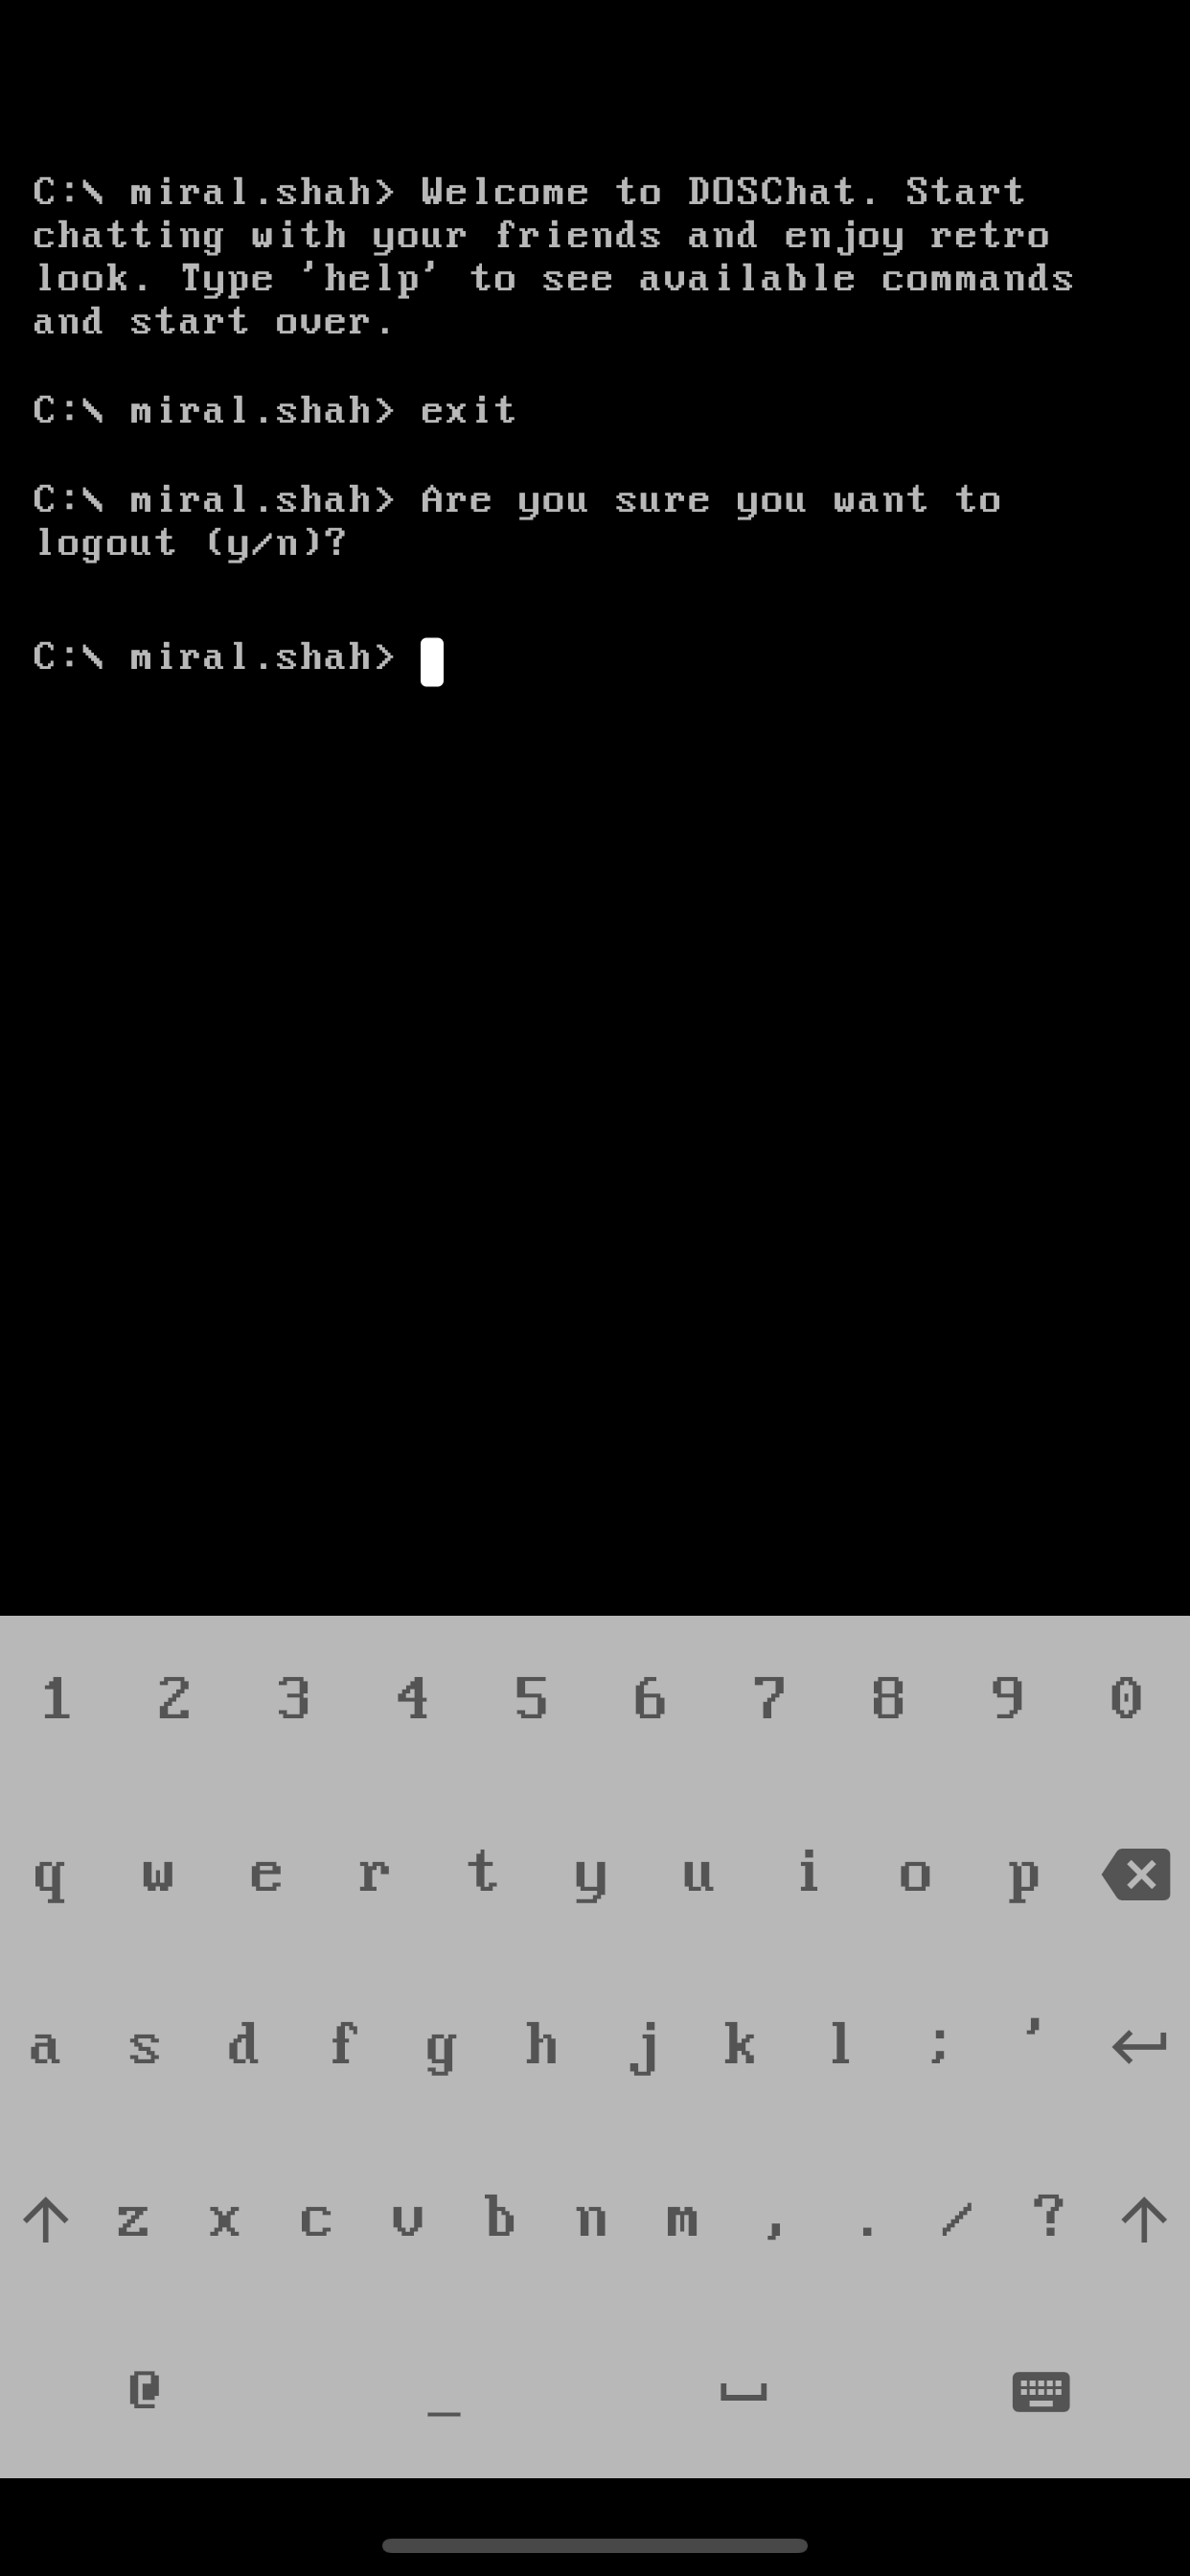 C:\ miral.shah> Welcome to DOSChat. Start
chatting with your friends and enjoy retro
look. Type 'help' to see available commands
and start over.
C:\ miral.shah> exit
C:\ miral.shah> Are you sure you want to
logout (y/n)?
C:\ miral.shah>
1 2 3 4 5 6 7 8 9 0
q w e r t y u i o p
a s d f g h j k l ; '
z x c v b n m , . / ?
@ _